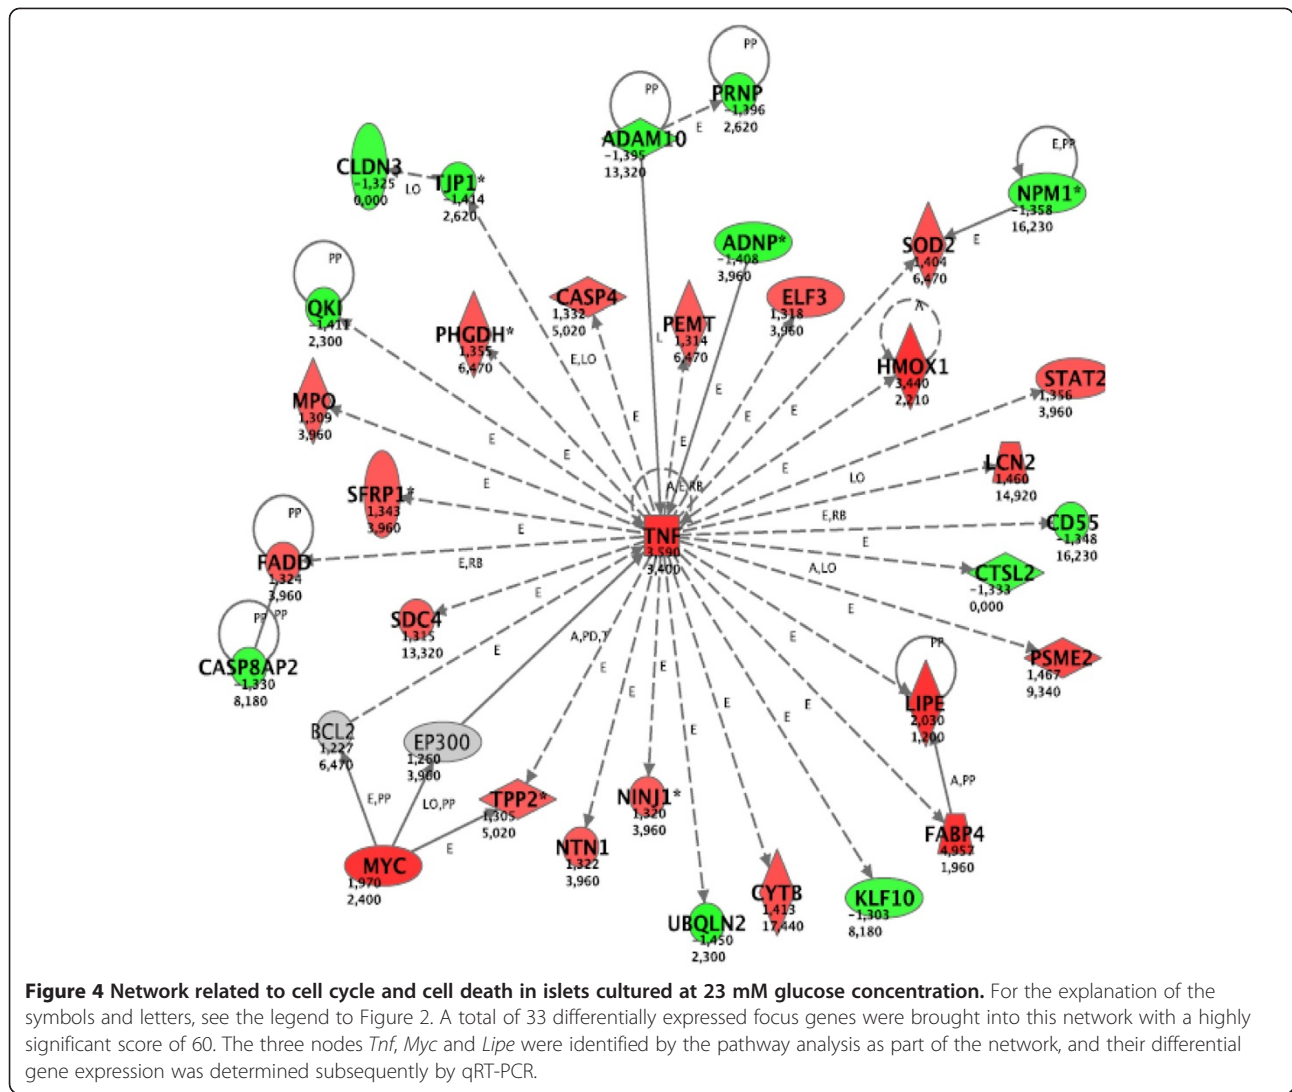 PP
PRNP
-1,396
2,620
PP
E
ADAM10
-1,395
13,320
CLDN3
-1,325
0,000
LO
TJP1*
-1,414
2,620
E,PP
NPM1*
-1,358
16,230
E
SOD2
1,404
6,470
ADNP*
-1,408
3,960
PP
QKI
-1,411
2,300
PHGDH*
1,355
6,470
CASP4
1,332
5,020
PEMT
1,314
6,470
ELF3
1,318
3,960
A
HMOX1
3,440
2,210
STAT2
1,356
3,960
MPO
1,309
3,960
E,LO
L
E
E
E
E
E
E
E
E
E
LCN2
1,460
14,920
LO
SFRP1*
1,343
3,960
A,E,RB
TNF
3,590
3,400
E,RB
CD55
-1,348
16,230
E
CTSL2
-1,333
0,000
PP
FADD
1,324
3,960
E
E,RB
A,LO
E
PSME2
1,467
9,340
SDC4
1,315
13,320
E
PP
PP
CASP8AP2
-1,330
8,180
E
A,PD,T
E
E
E
E
E
E
E
E
E
PP
LIPE
2,030
1,200
BCL2
1,227
6,470
EP300
1,260
3,960
E,PP
LO,PP
E
TPP2*
1,305
5,020
NINJ1*
1,320
3,960
NTN1
1,322
3,960
MYC
1,970
2,400
A,PP
FABP4
4,957
1,960
UBQLN2
-1,450
2,300
CYTB
1,413
17,440
KLF10
-1,303
8,180
Figure 4 Network related to cell cycle and cell death in islets cultured at 23 mM glucose concentration. For the explanation of the
symbols and letters, see the legend to Figure 2. A total of 33 differentially expressed focus genes were brought into this network with a highly
significant score of 60. The three nodes Tnf, Myc and Lipe were identified by the pathway analysis as part of the network, and their differential
gene expression was determined subsequently by qRT-PCR.